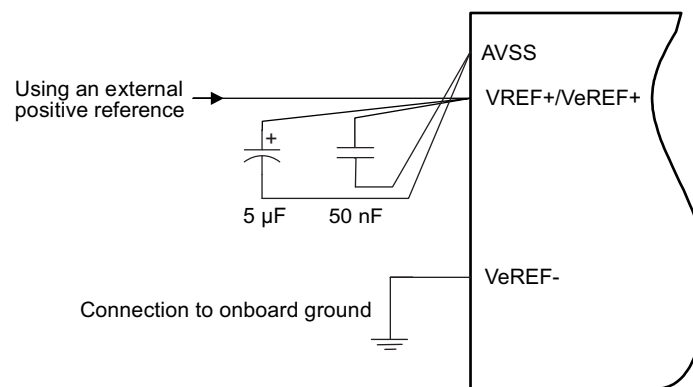 AVSS
Using an external
positive reference
VREF+/VeREF+
+
5 µF
50 nF
VeREF-
Connection to onboard ground